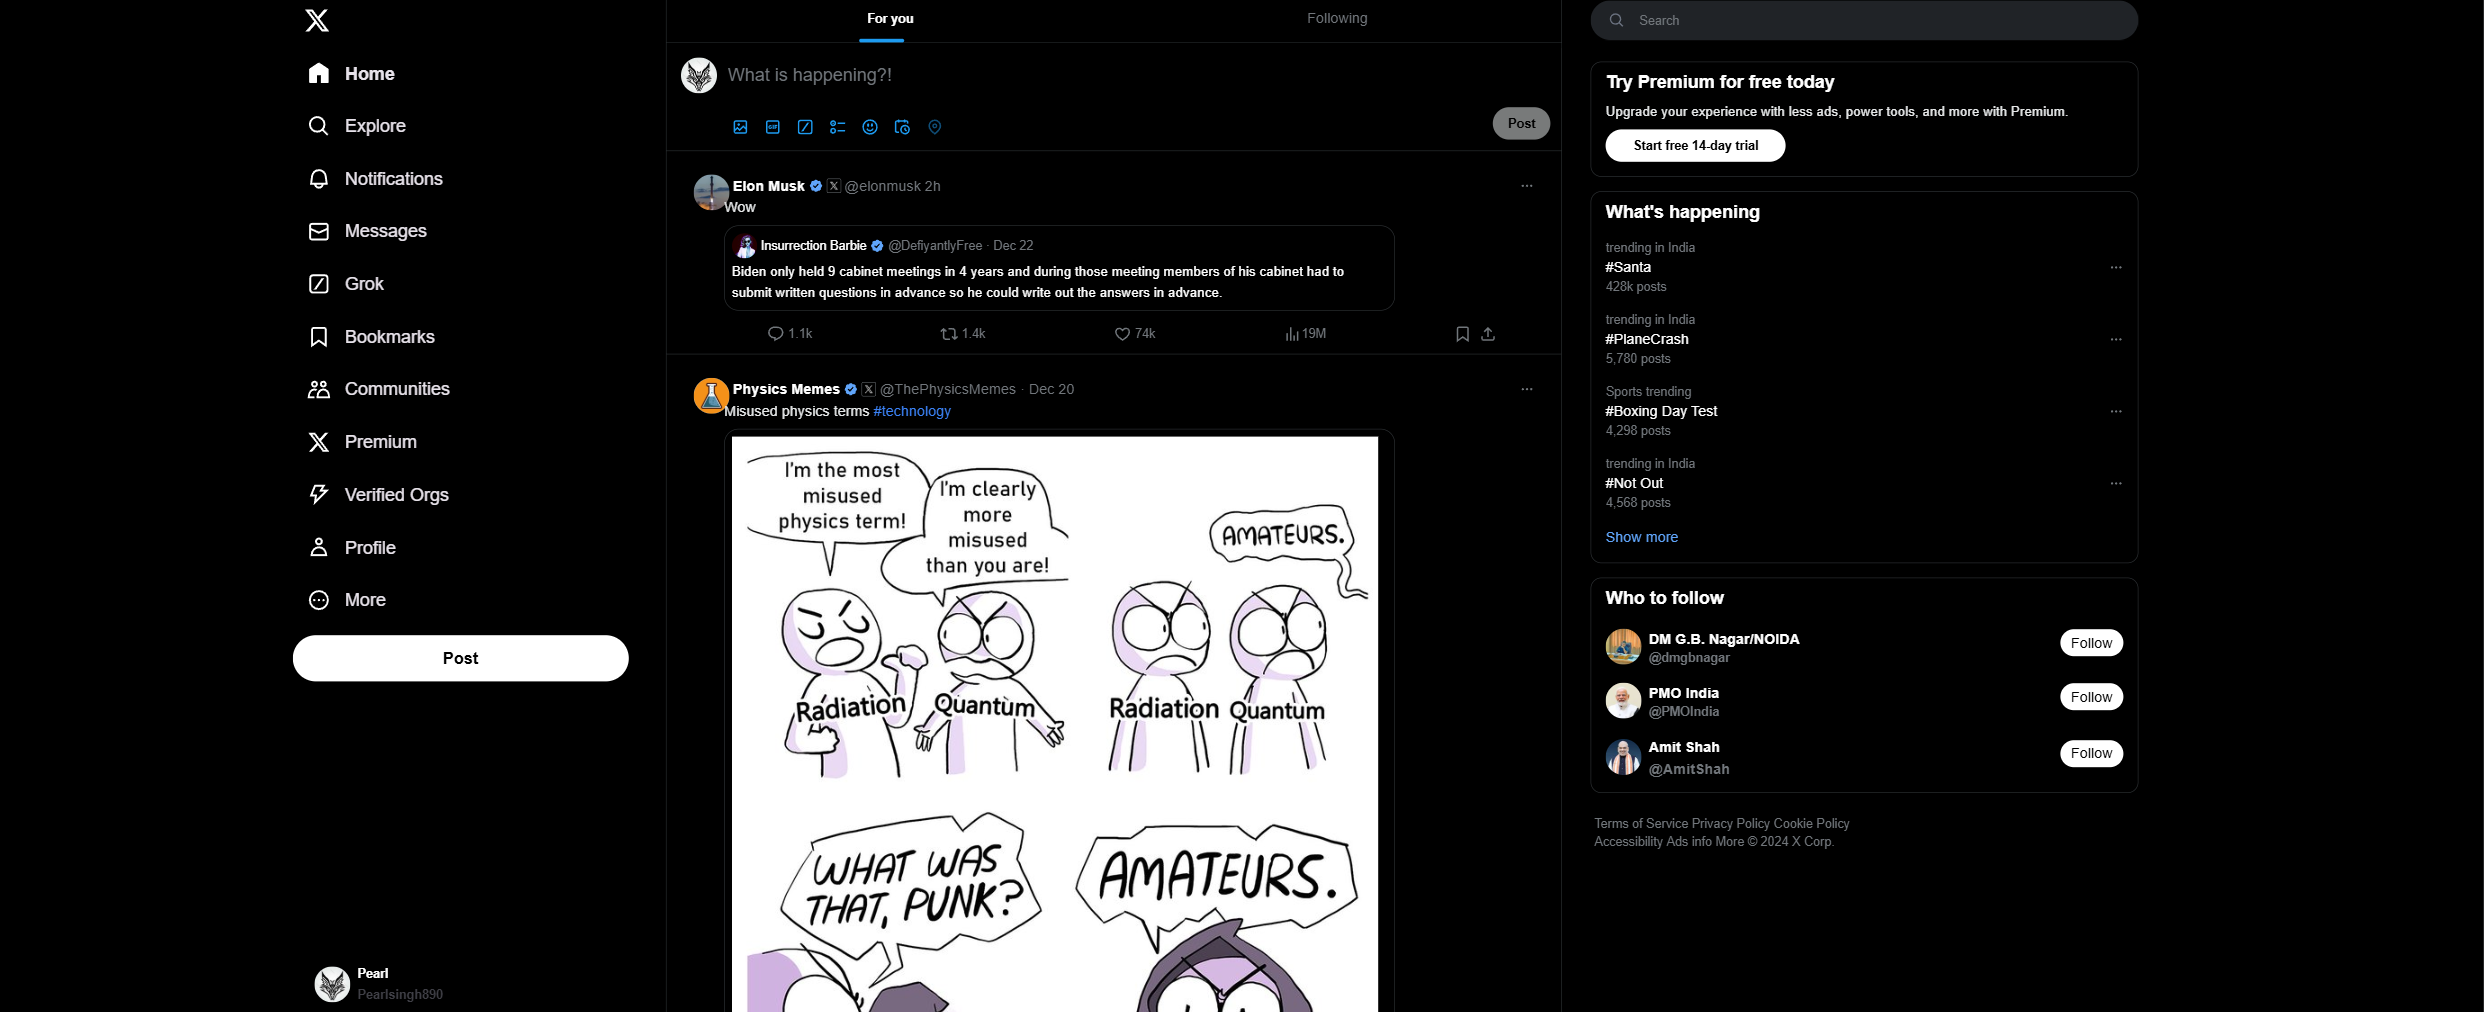 Home
Explore
Notifications
Messages
Grok
Bookmarks
Communities
Premium
Verified Orgs
Profile
More
Post
Pearl
Pearlsingh890
For you
Following
What is happening?!
GIF
Post
Elon Musk @elonmusk 2h
Wow
Insurrection Barbie @DefiyantlyFree · Dec 22
Biden only held 9 cabinet meetings in 4 years and during those meeting members of his cabinet had to
submit written questions in advance so he could write out the answers in advance.
1.1k 1.4k 74k 19M
Physics Memes @ThePhysicsMemes · Dec 20
Misused physics terms #technology
I'm the most
misused
physics term!
I'm clearly
more
misused
than you are!
Radiation
Quantum
AMATEURS.
Radiation
Quantum
WHAT WAS
THAT, PUNK?
AMATEURS.
Search
Try Premium for free today
Upgrade your experience with less ads, power tools, and more with Premium.
Start free 14-day trial
What's happening
trending in India
#Santa
428k posts
trending in India
#PlaneCrash
5,780 posts
Sports trending
#Boxing Day Test
4,298 posts
trending in India
#Not Out
4,568 posts
Show more
Who to follow
DM G.B. Nagar/NOIDA
@dmgbnagar
Follow
PMO India
@PMOIndia
Follow
Amit Shah
@AmitShah
Follow
Terms of Service Privacy Policy Cookie Policy
Accessibility Ads info More © 2024 X Corp.